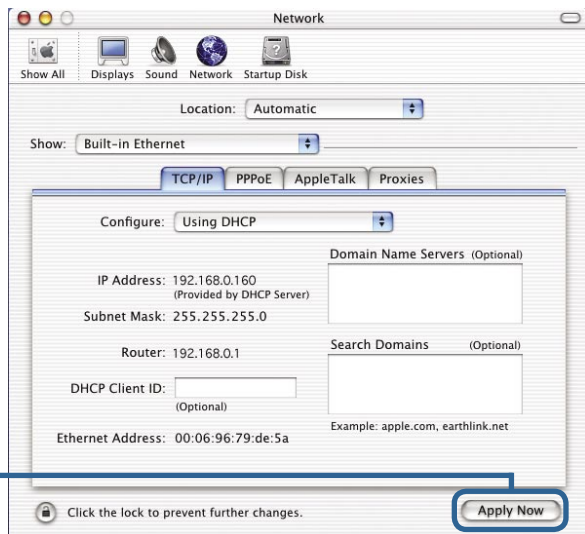 Network
Show All
Displays
Sound
Network
Startup Disk
Location: Automatic
Show: Built-in Ethernet
TCP/IP
PPPoE
AppleTalk
Proxies
Configure: Using DHCP
Domain Name Servers (Optional)
IP Address: 192.168.0.160
(Provided by DHCP Server)
Subnet Mask: 255.255.255.0
Router: 192.168.0.1
Search Domains (Optional)
DHCP Client ID:
(Optional)
Example: apple.com, earthlink.net
Ethernet Address: 00:06:96:79:de:5a
Click the lock to prevent further changes.
Apply Now